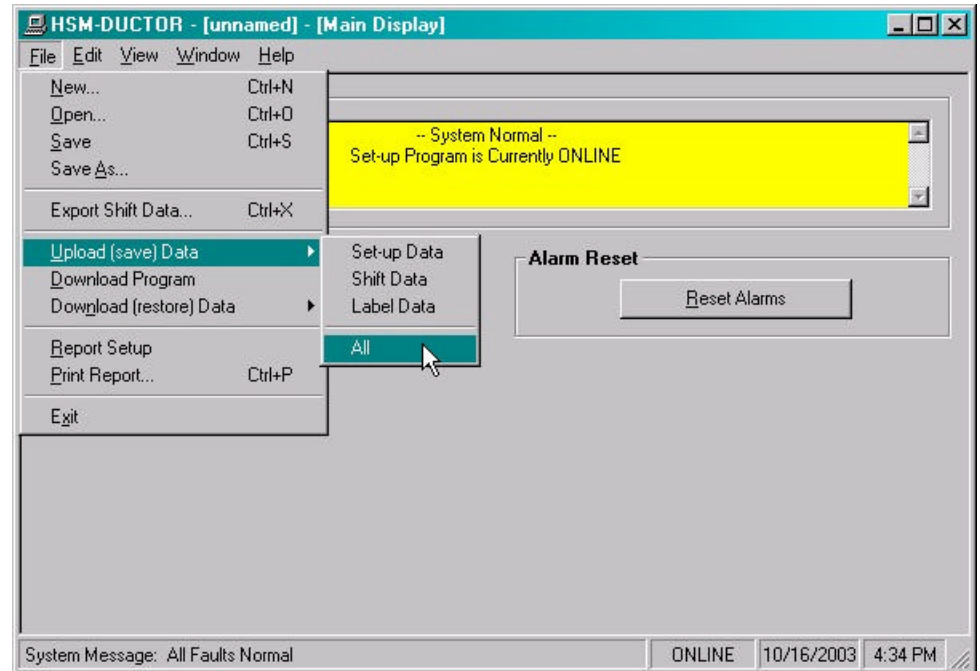 HSM-DUCTOR - [unnamed] - [Main Display]
File Edit View Window Help
New... Ctrl+N
Open... Ctrl+O
Save Ctrl+S
Save As...
Export Shift Data... Ctrl+X
Upload (save) Data
Download Program
Download (restore) Data
Report Setup
Print Report... Ctrl+P
Exit
Set-up Data
Shift Data
Label Data
All
-- System Normal --
Set-up Program is Currently ONLINE
Alarm Reset
Reset Alarms
System Message: All Faults Normal ONLINE 10/16/2003 4:34 PM